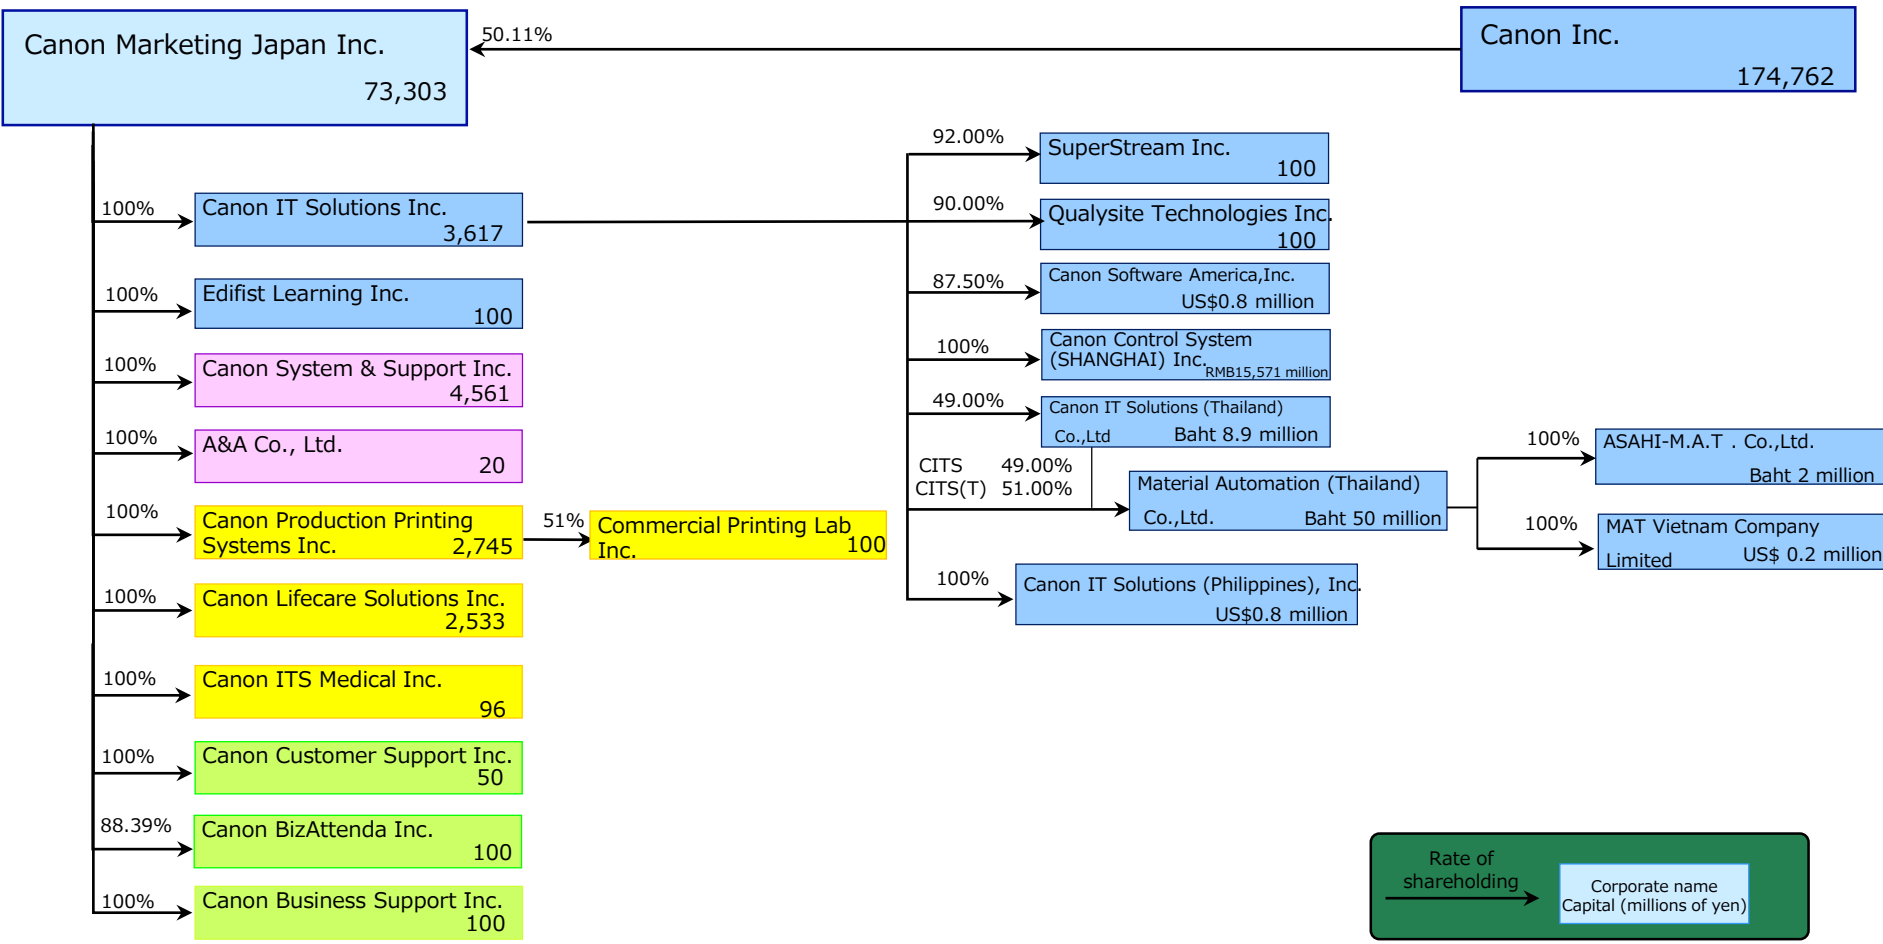 Canon Marketing Japan Inc.
73,303
50.11%
Canon Inc.
174,762
100%
Canon IT Solutions Inc.
3,617
100%
Edifist Learning Inc.
100
100%
Canon System & Support Inc.
4,561
100%
A&A Co., Ltd.
20
100%
Canon Production Printing
Systems Inc. 2,745
51%
Commercial Printing Lab
Inc. 100
100%
Canon Lifecare Solutions Inc.
2,533
100%
Canon ITS Medical Inc.
96
100%
Canon Customer Support Inc.
50
88.39%
Canon BizAttenda Inc.
100
100%
Canon Business Support Inc.
100
92.00%
SuperStream Inc.
100
90.00%
Qualysite Technologies Inc.
100
87.50%
Canon Software America,Inc.
US$0.8 million
100%
Canon Control System
(SHANGHAI) Inc. RMB15,571 million
49.00%
Canon IT Solutions (Thailand)
Co.,Ltd Baht 8.9 million
CITS 49.00%
CITS(T) 51.00%
Material Automation (Thailand)
Co.,Ltd. Baht 50 million
100%
ASAHI-M.A.T . Co.,Ltd.
Baht 2 million
100%
MAT Vietnam Company
Limited US$ 0.2 million
100%
Canon IT Solutions (Philippines), Inc.
US$0.8 million
Rate of
shareholding
Corporate name
Capital (millions of yen)